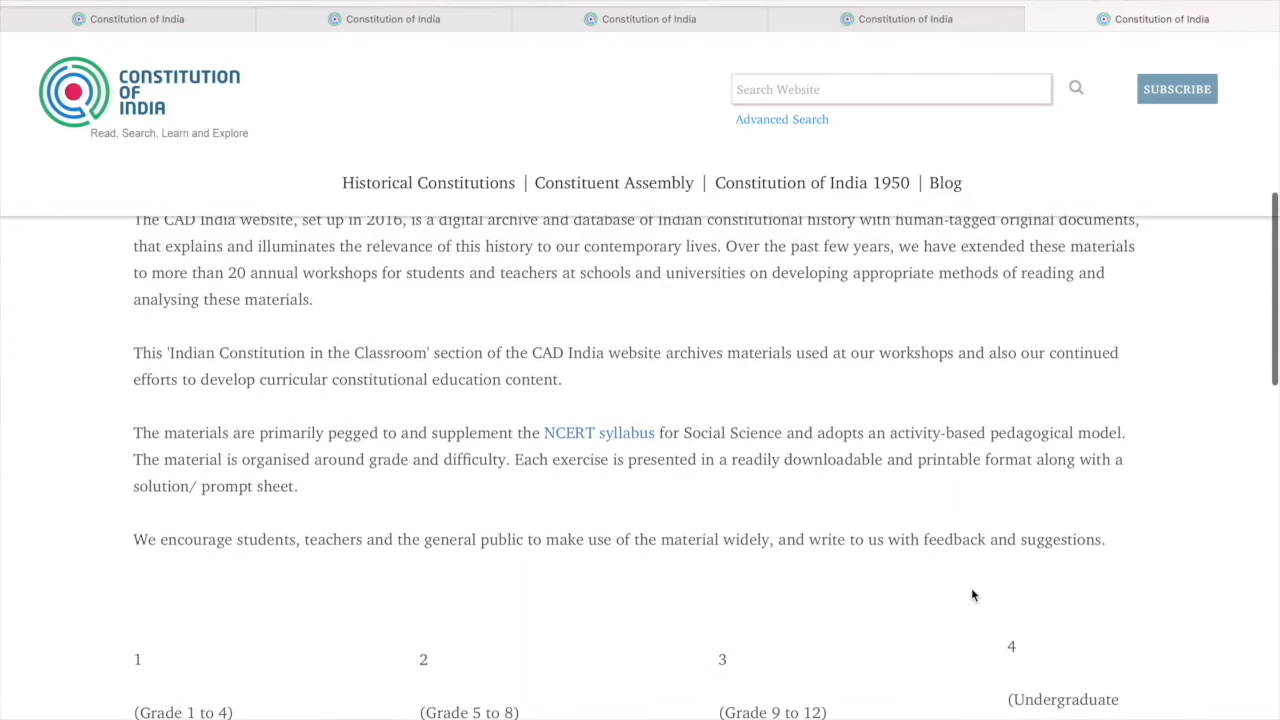 Constitution of India Constitution of India Constitution of India Constitution of India Constitution of India
CONSTITUTION
OF
INDIA
Read, Search, Learn and Explore
Search Website
SUBSCRIBE
Advanced Search
Historical Constitutions | Constituent Assembly | Constitution of India 1950 | Blog
The CAD India website, set up in 2016, is a digital archive and database of Indian constitutional history with human-tagged original documents,
that explains and illuminates the relevance of this history to our contemporary lives. Over the past few years, we have extended these materials
to more than 20 annual workshops for students and teachers at schools and universities on developing appropriate methods of reading and
analysing these materials.
This 'Indian Constitution in the Classroom' section of the CAD India website archives materials used at our workshops and also our continued
efforts to develop curricular constitutional education content.
The materials are primarily pegged to and supplement the NCERT syllabus for Social Science and adopts an activity-based pedagogical model.
The material is organised around grade and difficulty. Each exercise is presented in a readily downloadable and printable format along with a
solution/ prompt sheet.
We encourage students, teachers and the general public to make use of the material widely, and write to us with feedback and suggestions.
1 2 3 4
(Grade 1 to 4) (Grade 5 to 8) (Grade 9 to 12) (Undergraduate